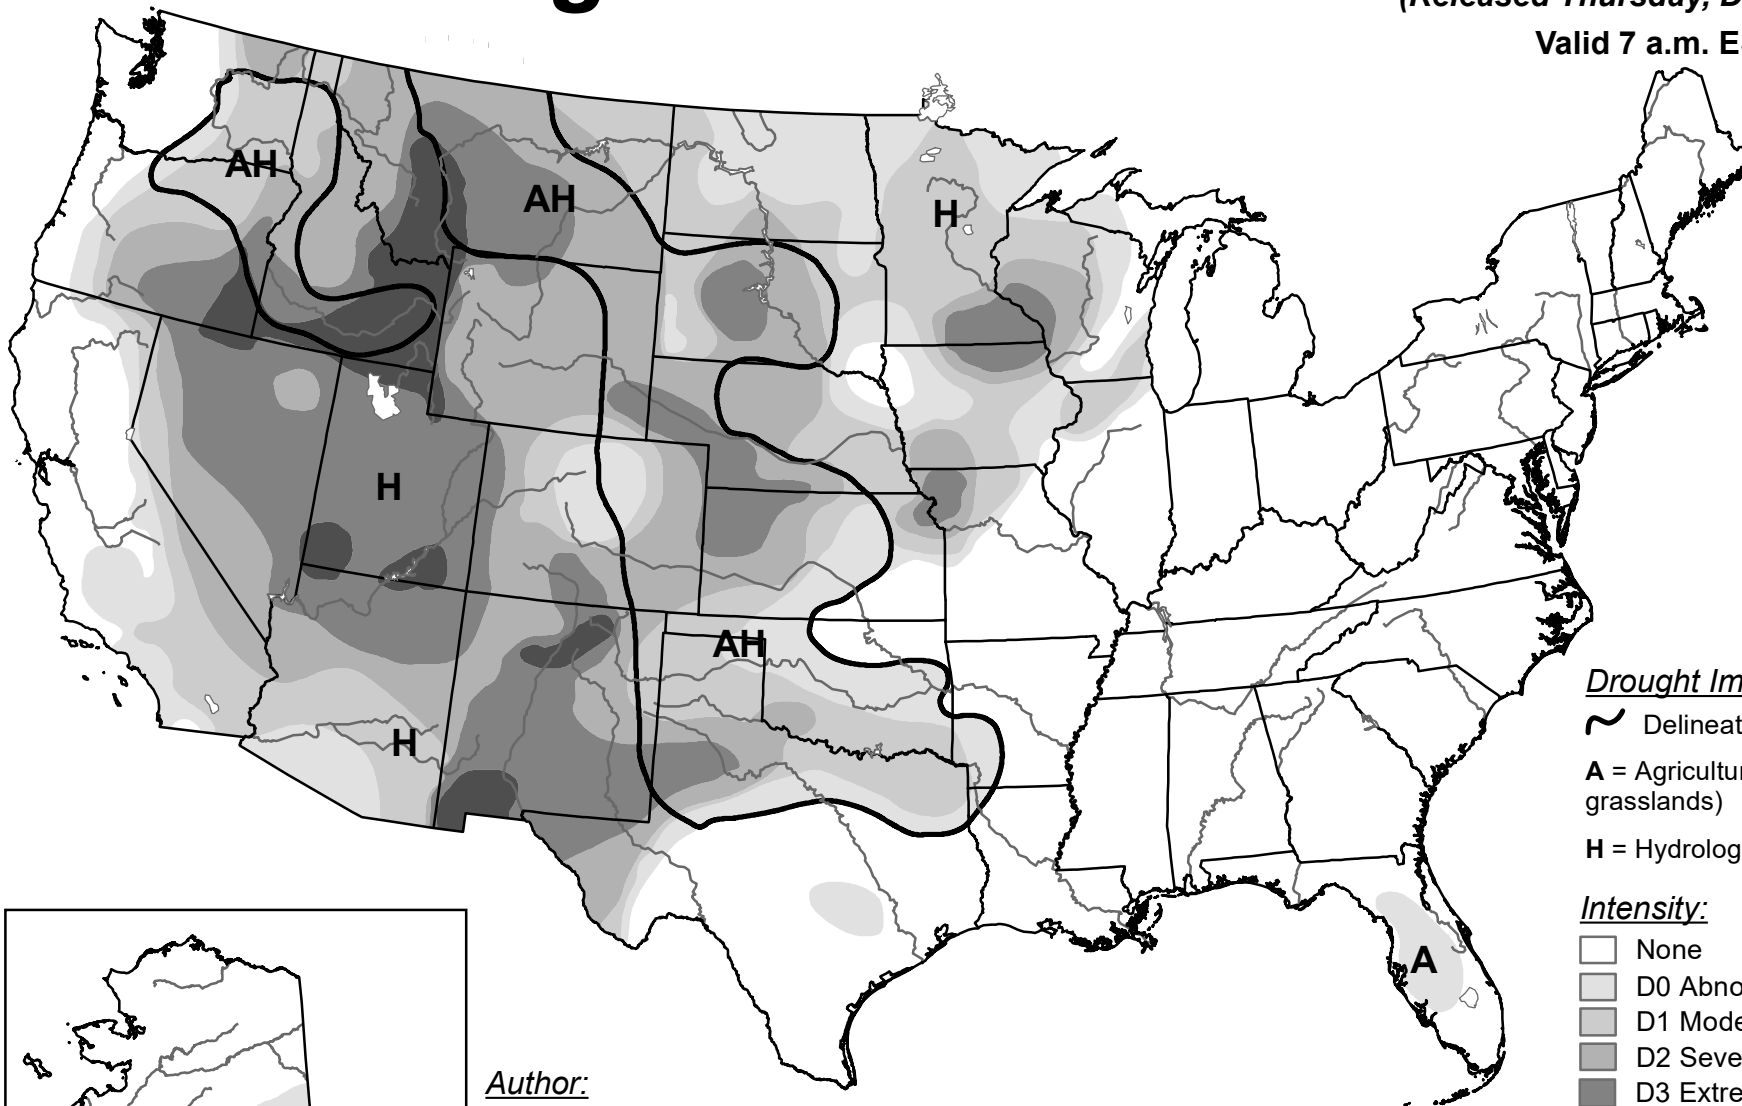 (Released Thursday, D
Valid 7 a.m. E
AH
AH
H
H
AH
H
A
Drought Im
Delineat
A = Agricultur
grasslands)
H = Hydrolog
Intensity:
None
D0 Abno
D1 Mode
D2 Seve
D3 Extre
Author: